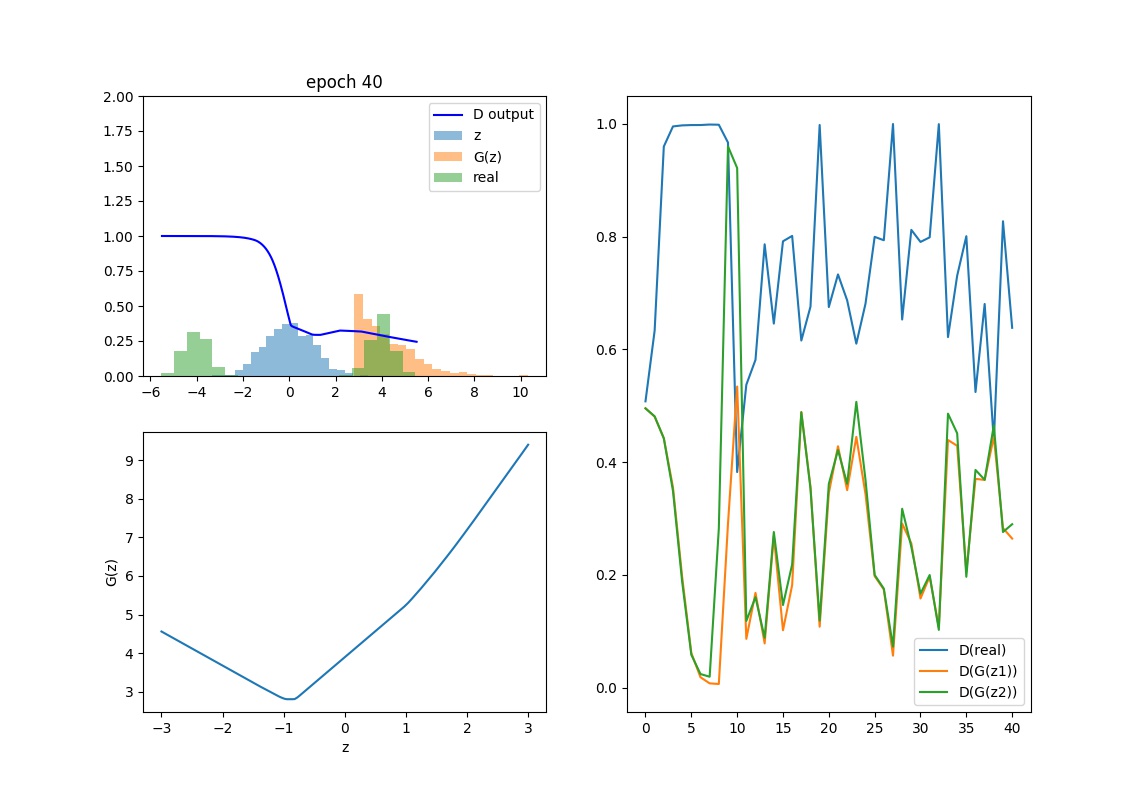 epoch 40
2.00
1.75
1.50
1.25
1.00
0.75
0.50
0.25
0.00
−6 −4 −2 0 2 4 6 8 10
D output
z
G(z)
real
G(z)
9
8
7
6
5
4
3
−3 −2 −1 0 1 2 3
z
1.0
0.8
0.6
0.4
0.2
0.0
0 5 10 15 20 25 30 35 40
D(real)
D(G(z1))
D(G(z2))